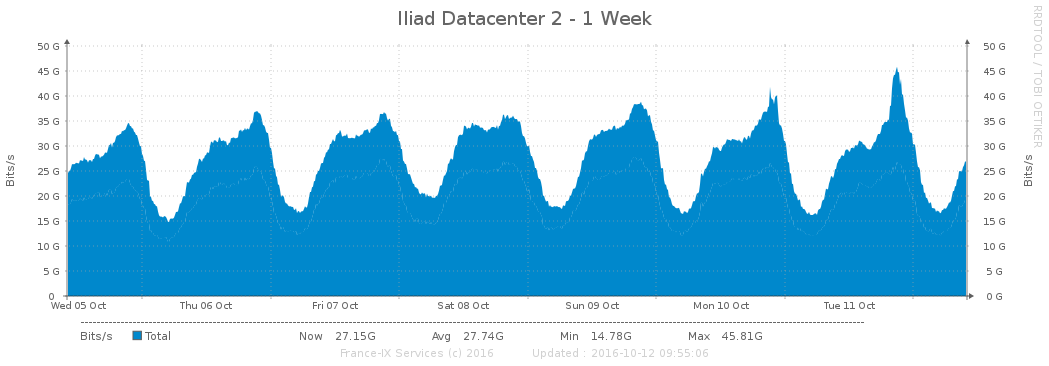 Iliad Datacenter 2 - 1 Week
RRDTOOL / TOBI OETIKER
Bits/s
50 G
45 G
40 G
35 G
30 G
25 G
20 G
15 G
10 G
5 G
0
50 G
45 G
40 G
35 G
30 G
25 G
20 G
15 G
10 G
5 G
0 G
Bits/s
Wed 05 Oct Thu 06 Oct Fri 07 Oct Sat 08 Oct Sun 09 Oct Mon 10 Oct Tue 11 Oct
Bits/s Total Now 27.15G Avg 27.74G Min 14.78G Max 45.81G
France-IX Services (c) 2016 Updated : 2016-10-12 09:55:06